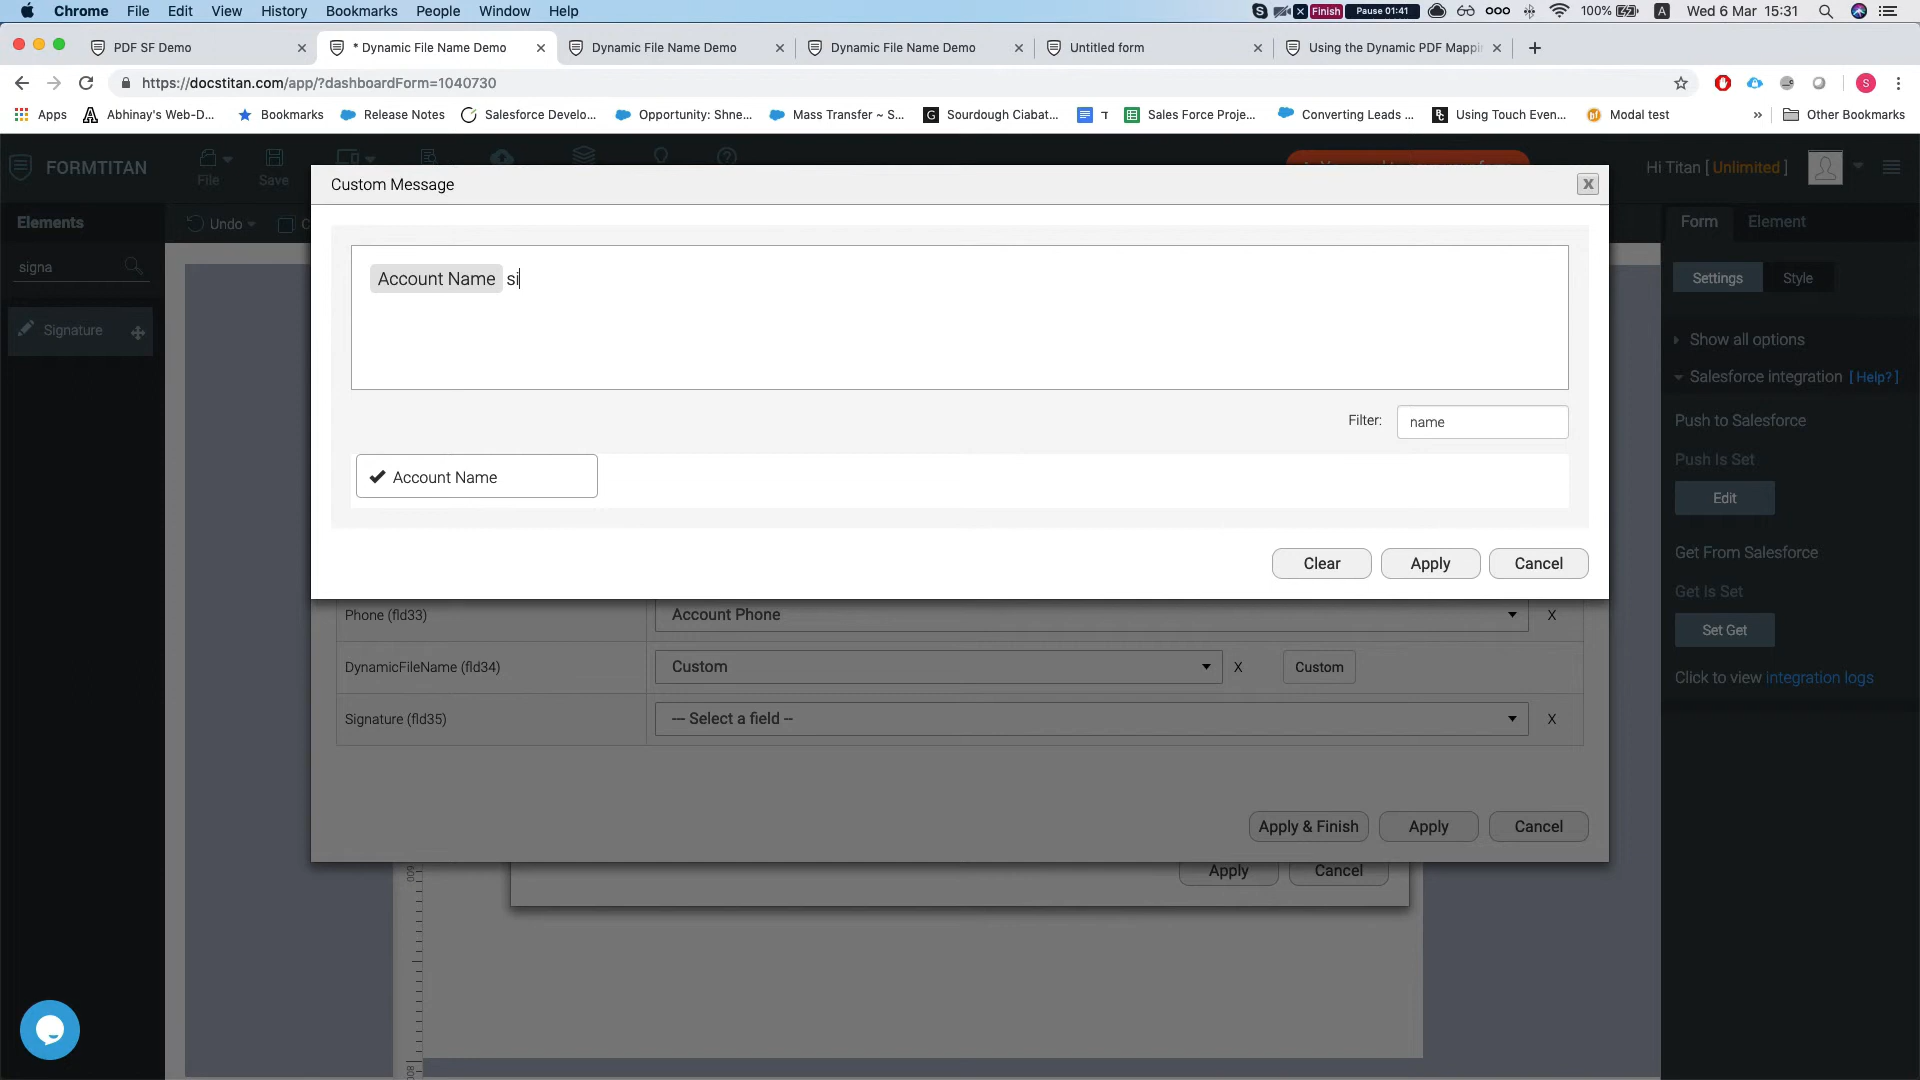 Chrome File Edit View History Bookmarks People Window Help
Finish Pause 01:41 100% A Wed 6 Mar 15:31
PDF SF Demo
* Dynamic File Name Demo
Dynamic File Name Demo
Dynamic File Name Demo
Untitled form
Using the Dynamic PDF Mappi
https://docstitan.com/app/?dashboardForm=1040730
S
Apps
Abhinay's Web-D...
Bookmarks
Release Notes
Salesforce Develo...
Opportunity: Shne...
Mass Transfer ~ S...
Sourdough Ciabat...
T
Sales Force Proje...
Converting Leads ...
Using Touch Even...
Modal test
»
Other Bookmarks
FORMTITAN
File
Save
Hi Titan [ Unlimited ]
Custom Message
X
Elements
Undo
signa
Signature
Account Name si
Filter: name
Account Name
Clear Apply Cancel
Phone (fld33) Account Phone X
DynamicFileName (fld34) Custom X Custom
Signature (fld35) --- Select a field -- X
Apply & Finish Apply Cancel
Apply Cancel
Form Element
Settings Style
Show all options
Salesforce integration [ Help? ]
Push to Salesforce
Push Is Set
Edit
Get From Salesforce
Get Is Set
Set Get
Click to view integration logs
600
800